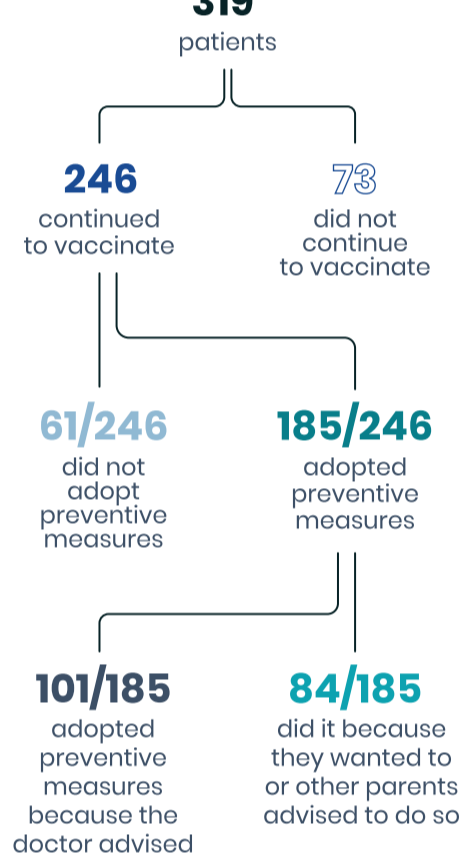 319
patients
246
continued
to vaccinate
73
did not
continue
to vaccinate
61/246
did not
adopt
preventive
measures
185/246
adopted
preventive
measures
101/185
adopted
preventive
measures
because the
doctor advised
84/185
did it because
they wanted to
or other parents
advised to do so